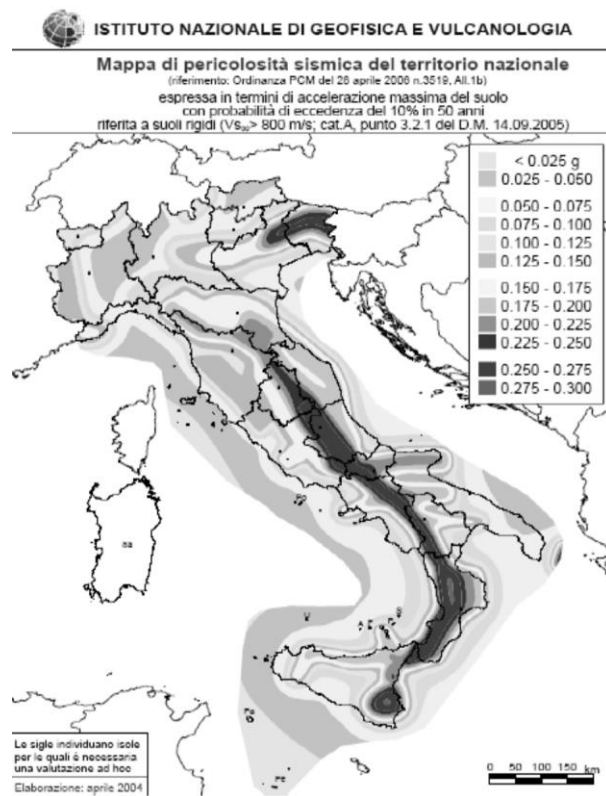 ISTITUTO NAZIONALE DI GEOFISICA E VULCANOLOGIA
Mappa di pericolosità sismica del territorio nazionale
(riferimento: Ordinanza PCM del 28 aprile 2006 n.3519, All.1b)
espressa in termini di accelerazione massima del suolo
con probabilità di eccedenza del 10% in 50 anni
riferita a suoli rigidi (Vs₃₀> 800 m/s; cat.A, punto 3.2.1 del D.M. 14.09.2005)
< 0.025 g
0.025 - 0.050
0.050 - 0.075
0.075 - 0.100
0.100 - 0.125
0.125 - 0.150
0.150 - 0.175
0.175 - 0.200
0.200 - 0.225
0.225 - 0.250
0.250 - 0.275
0.275 - 0.300
Sa
U
Pa
Pe
Le sigle individuano isole
per le quali è necessaria
una valutazione ad hoc
Elaborazione: aprile 2004
0 50 100 150
km